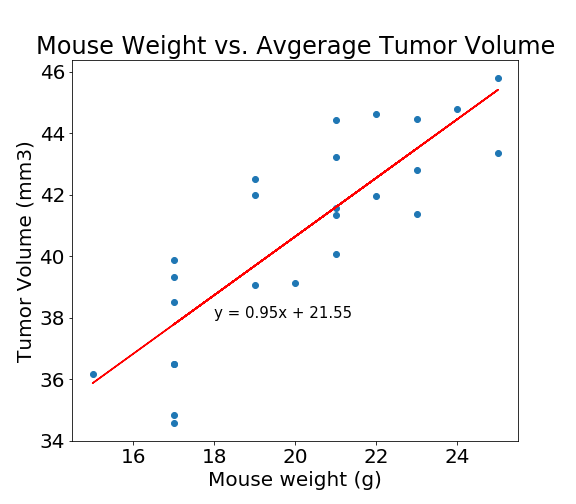 Mouse Weight vs. Avgerage Tumor Volume
46
44
42
40
38
36
34
Tumor Volume (mm3)
y = 0.95x + 21.55
16 18 20 22 24
Mouse weight (g)